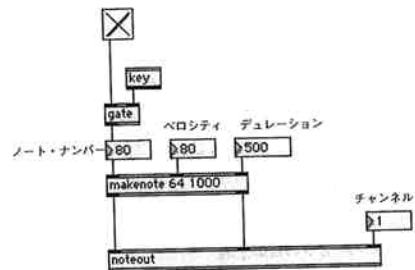 key
gate
ベロシティ
デュレーション
ノート・ナンバー
80
80
500
makenote 64 1000
チャンネル
1
noteout